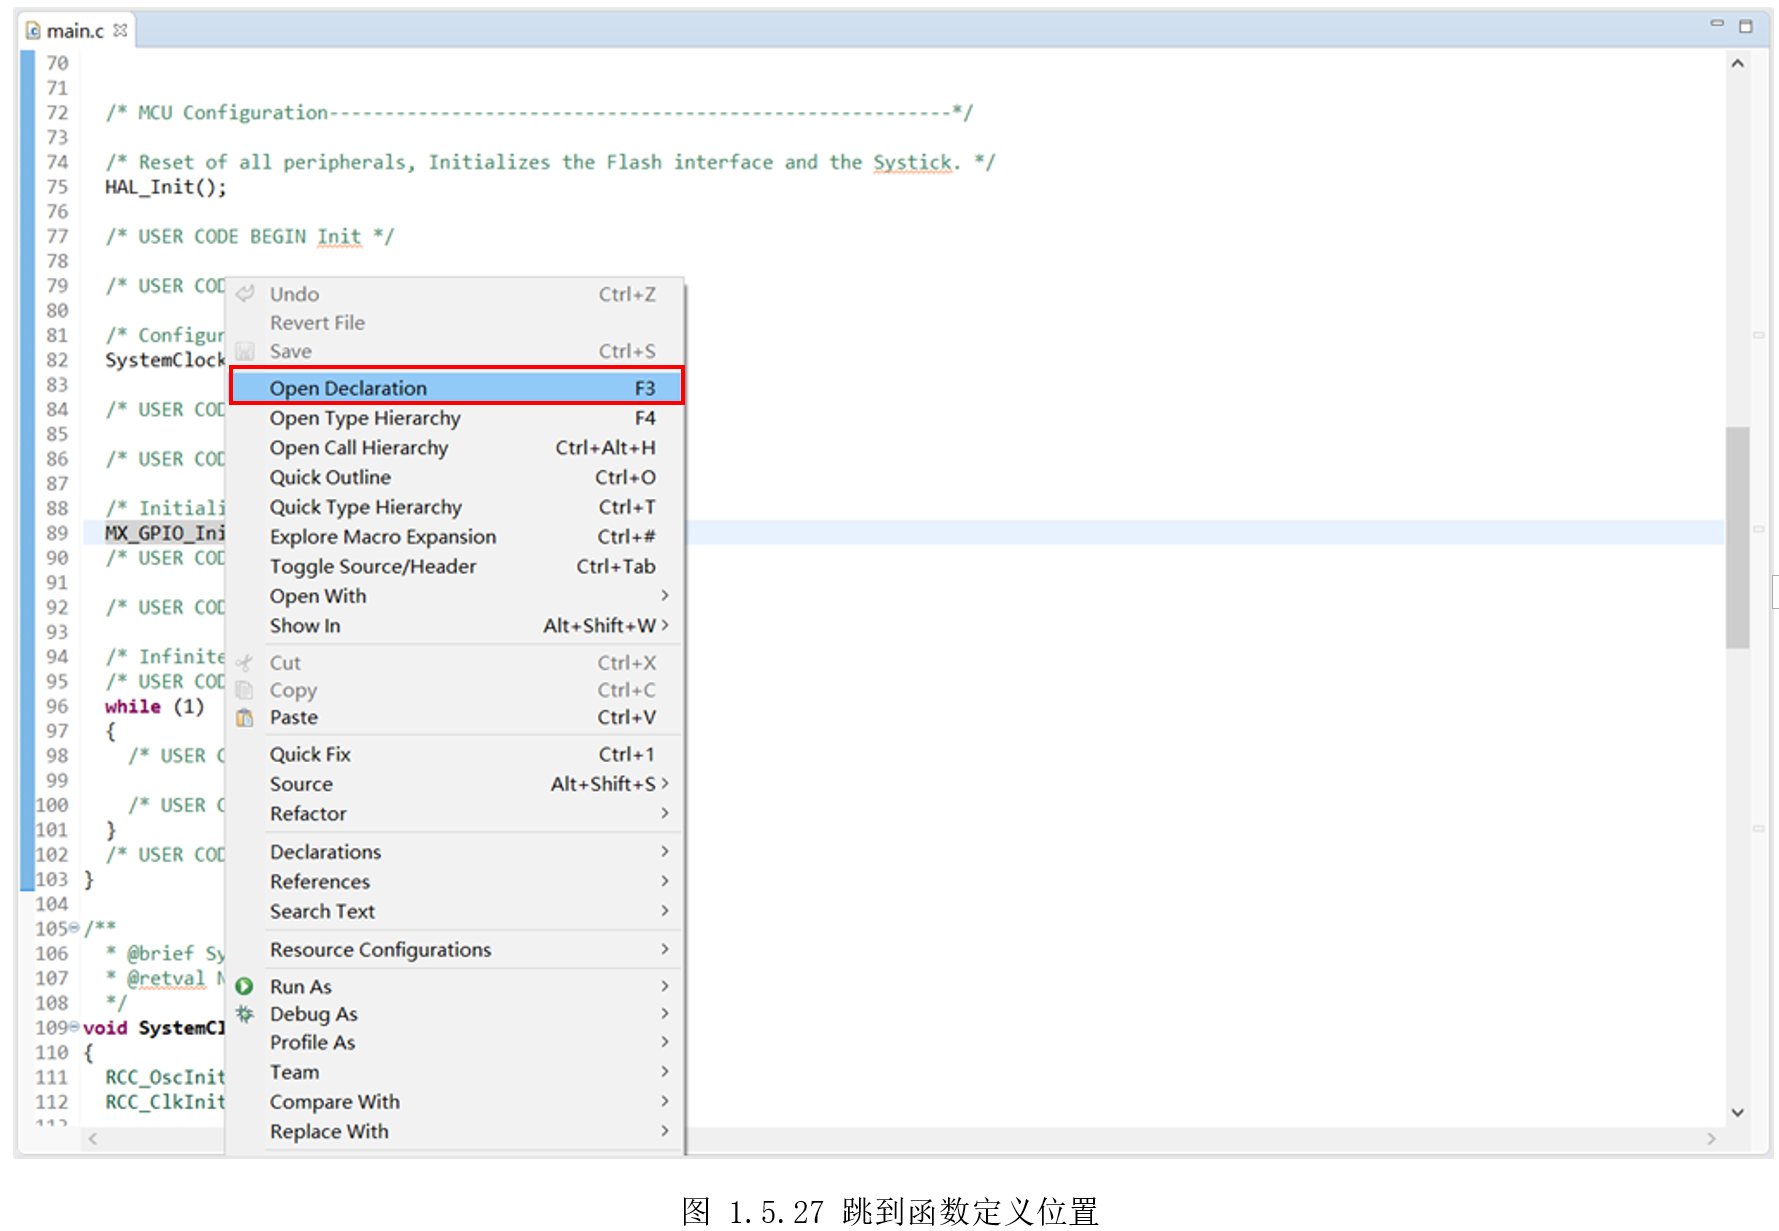 main.c
70
71
72 /* MCU Configuration--------------------------------------------------------*/
73
74 /* Reset of all peripherals, Initializes the Flash interface and the Systick. */
75 HAL_Init();
76
77 /* USER CODE BEGIN Init */
78
79 /* USER COD
80
81 /* Configur
82 SystemClock
83
84 /* USER COD
85
86 /* USER COD
87
88 /* Initiali
89 MX_GPIO_Ini
90 /* USER COD
91
92 /* USER COD
93
94 /* Infinite
95 /* USER COD
96 while (1)
97 {
98 /* USER C
99
100 /* USER C
101 }
102 /* USER COD
103 }
104
105 /**
106 * @brief Sy
107 * @retval N
108 */
109 void SystemCl
110 {
111 RCC_OscInit
112 RCC_ClkInit
113
Undo Ctrl+Z
Revert File
Save Ctrl+S
Open Declaration F3
Open Type Hierarchy F4
Open Call Hierarchy Ctrl+Alt+H
Quick Outline Ctrl+O
Quick Type Hierarchy Ctrl+T
Explore Macro Expansion Ctrl+#
Toggle Source/Header Ctrl+Tab
Open With
Show In Alt+Shift+W
Cut Ctrl+X
Copy Ctrl+C
Paste Ctrl+V
Quick Fix Ctrl+1
Source Alt+Shift+S
Refactor
Declarations
References
Search Text
Resource Configurations
Run As
Debug As
Profile As
Team
Compare With
Replace With
图 1.5.27 跳到函数定义位置